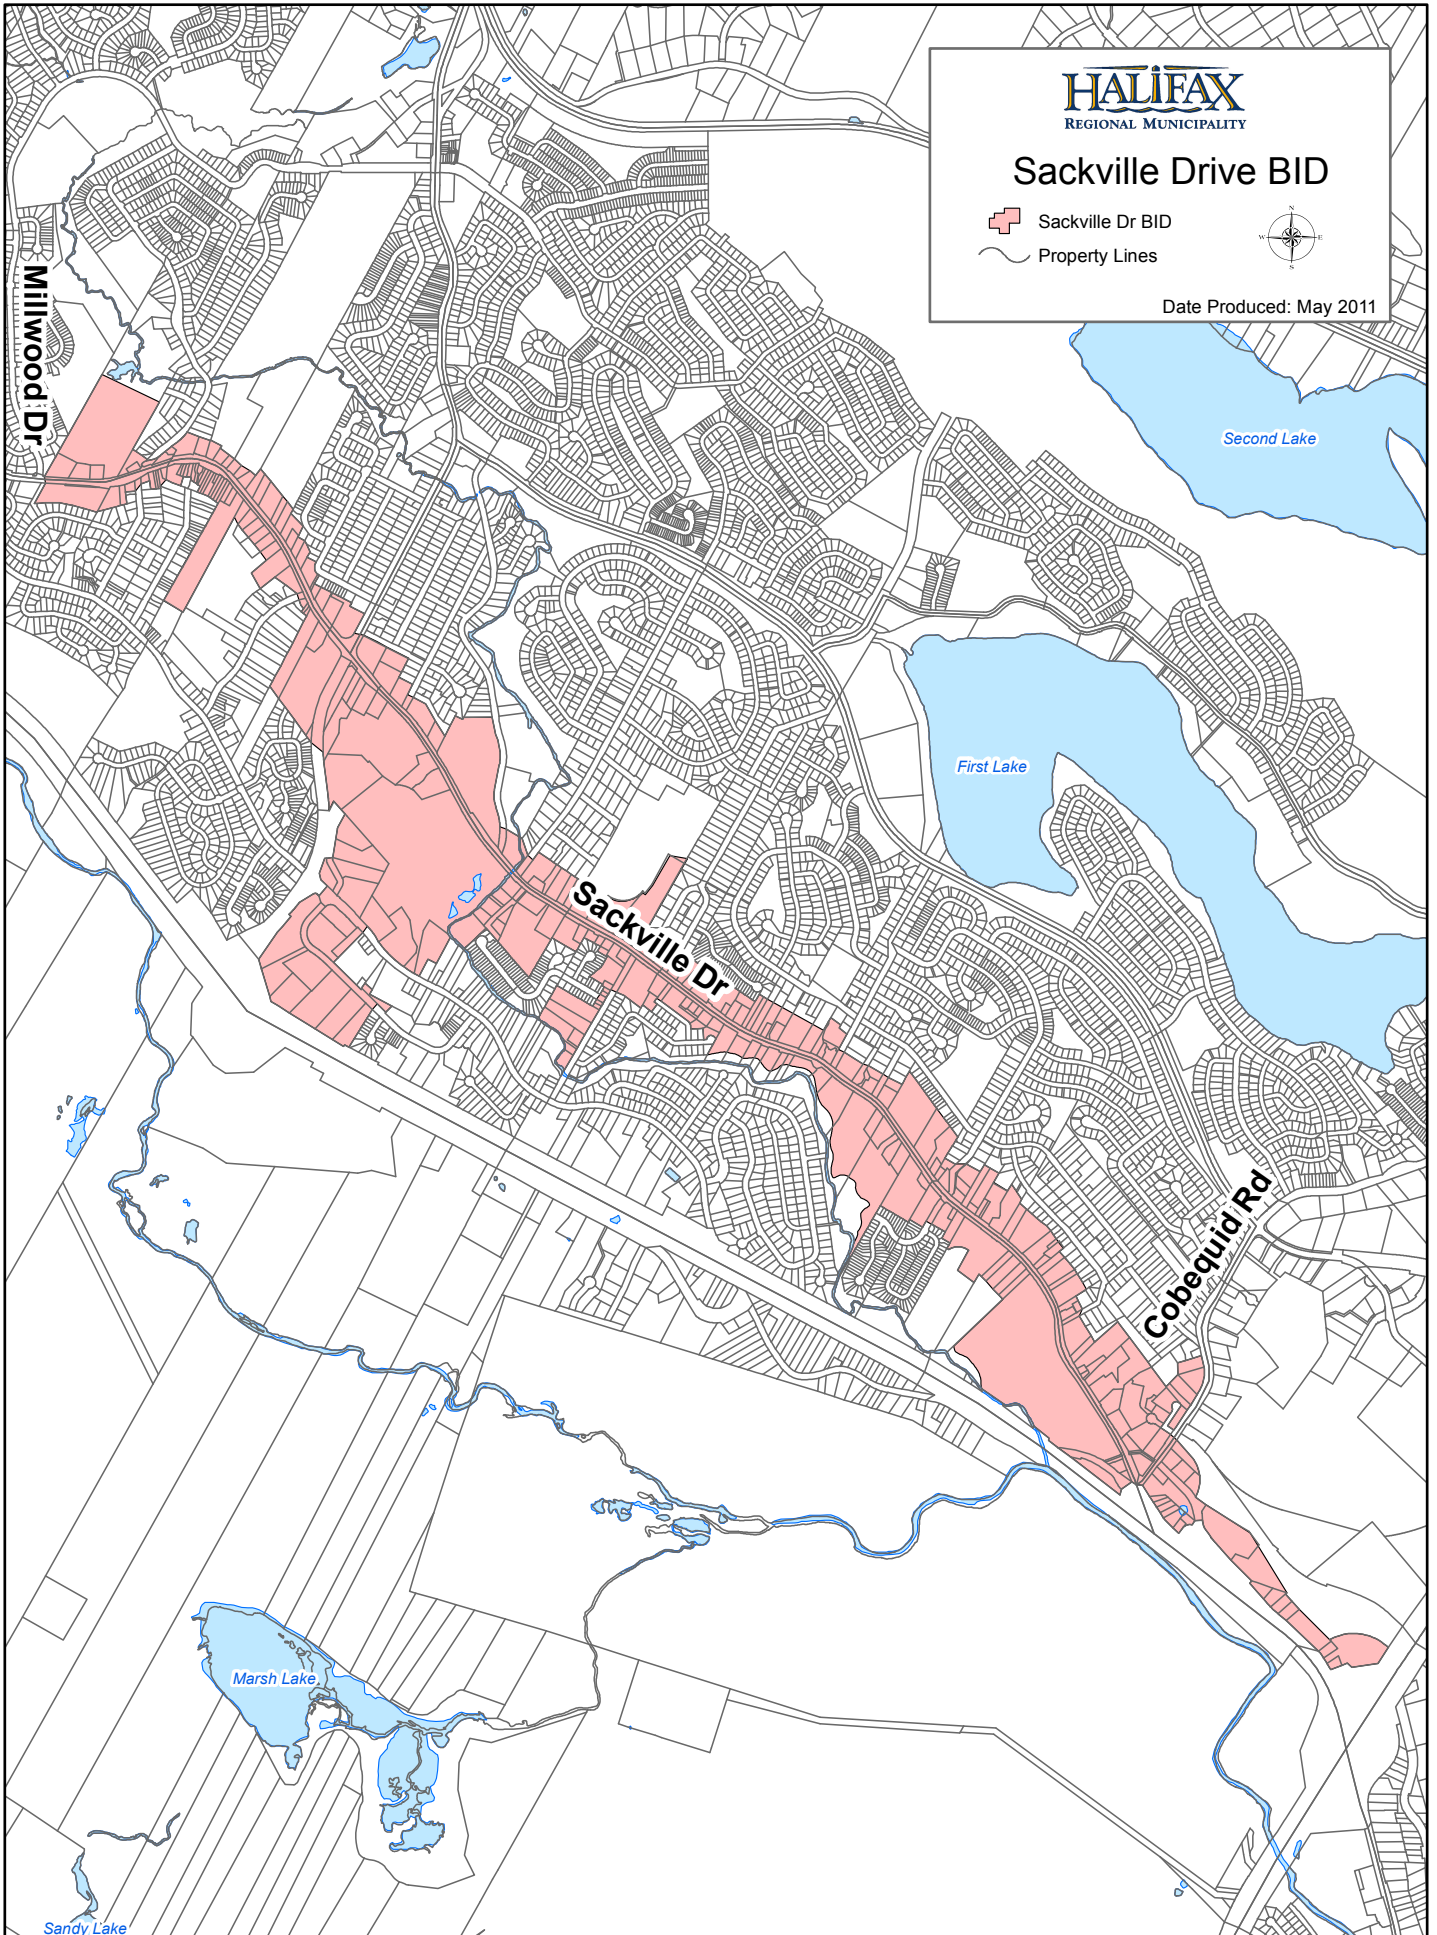 HALIFAX
REGIONAL MUNICIPALITY
Sackville Drive BID
Sackville Dr BID
Property Lines
N
W
E
S
Date Produced: May 2011
Millwood Dr
Second Lake
First Lake
Sackville Dr
Cobequid Rd
Marsh Lake
Sandy Lake